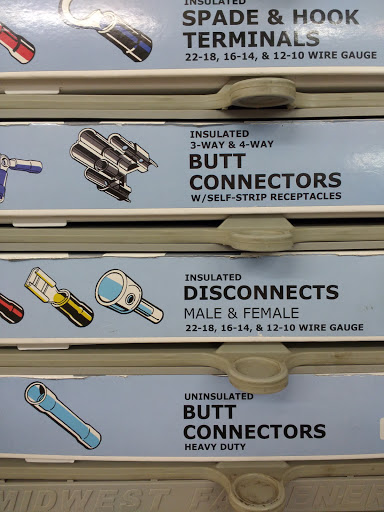 INSULATED
SPADE & HOOK
TERMINALS
22-18, 16-14, & 12-10 WIRE GAUGE
INSULATED
3-WAY & 4-WAY
BUTT
CONNECTORS
W/SELF-STRIP RECEPTACLES
INSULATED
DISCONNECTS
MALE & FEMALE
22-18, 16-14, & 12-10 WIRE GAUGE
UNINSULATED
BUTT
CONNECTORS
HEAVY DUTY
MIDWEST FASTENER